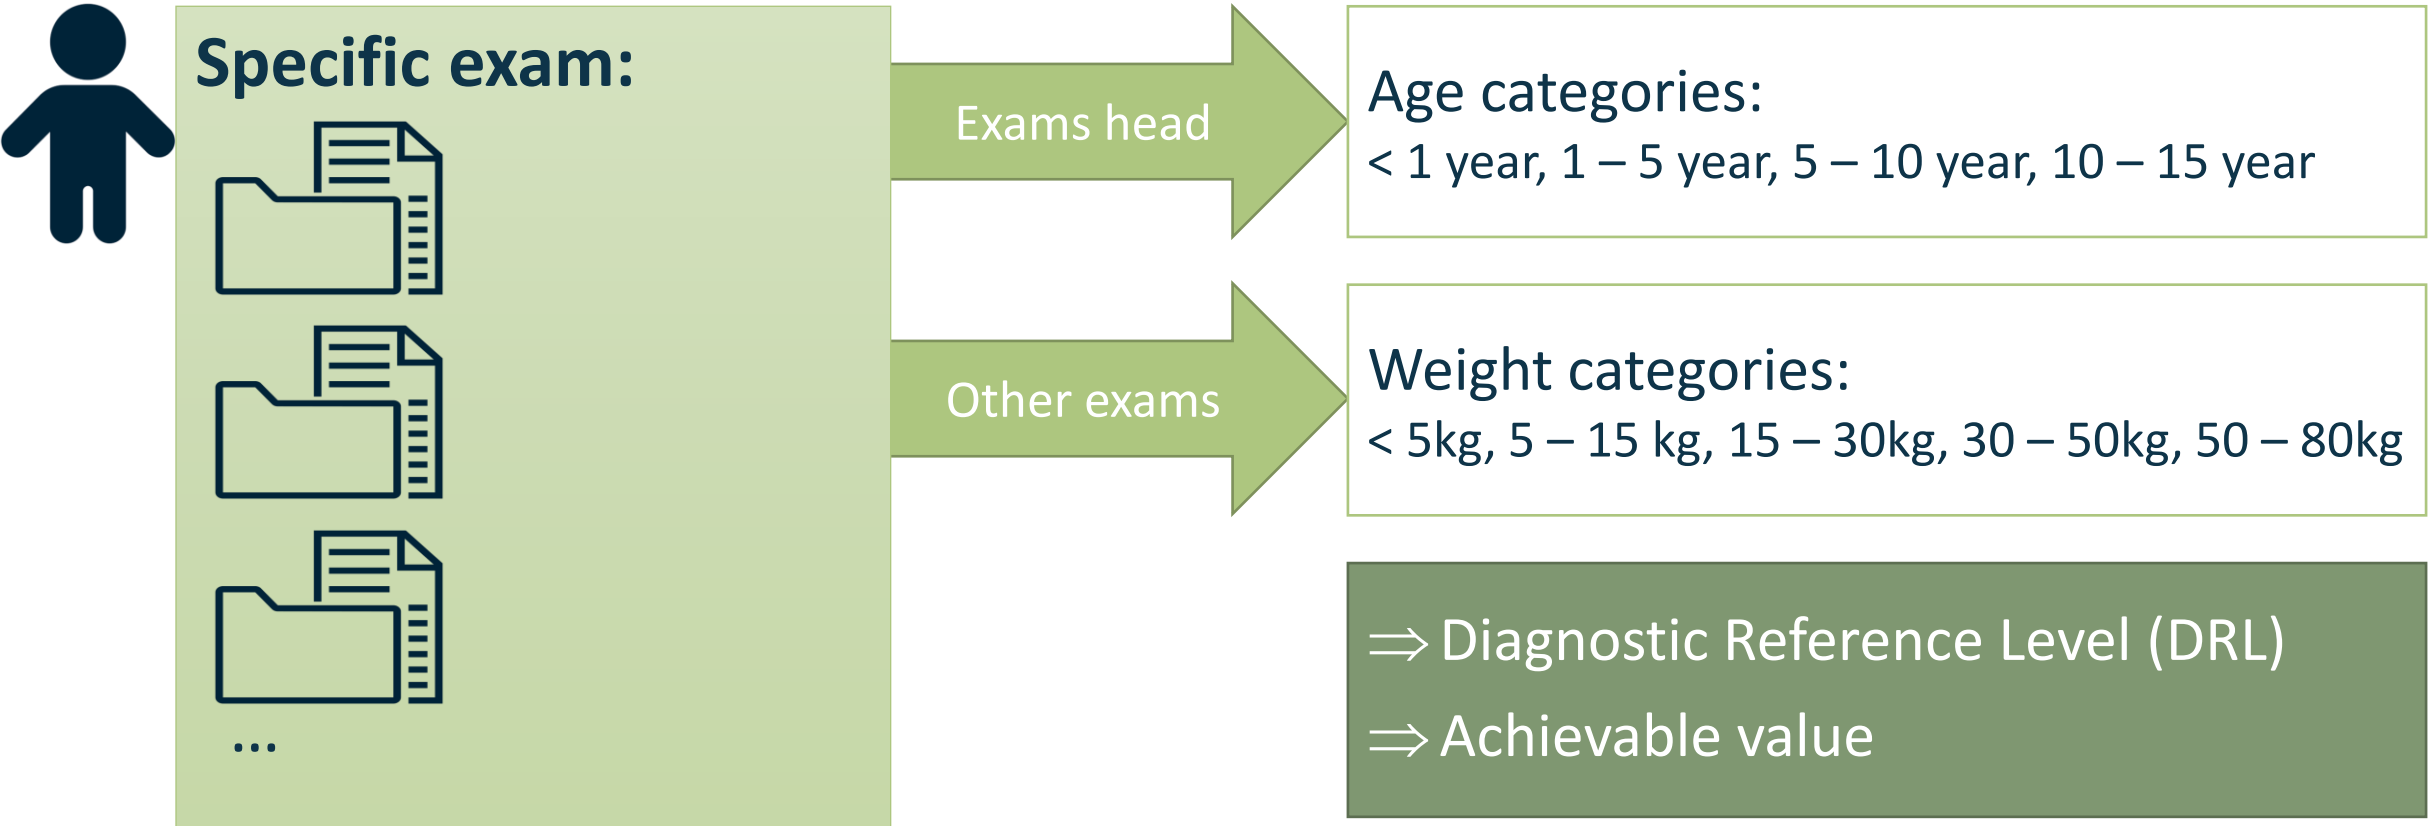 Specific exam:
...
Exams head
Age categories:
< 1 year, 1 – 5 year, 5 – 10 year, 10 – 15 year
Other exams
Weight categories:
< 5kg, 5 – 15 kg, 15 – 30kg, 30 – 50kg, 50 – 80kg
⇒ Diagnostic Reference Level (DRL)
⇒ Achievable value